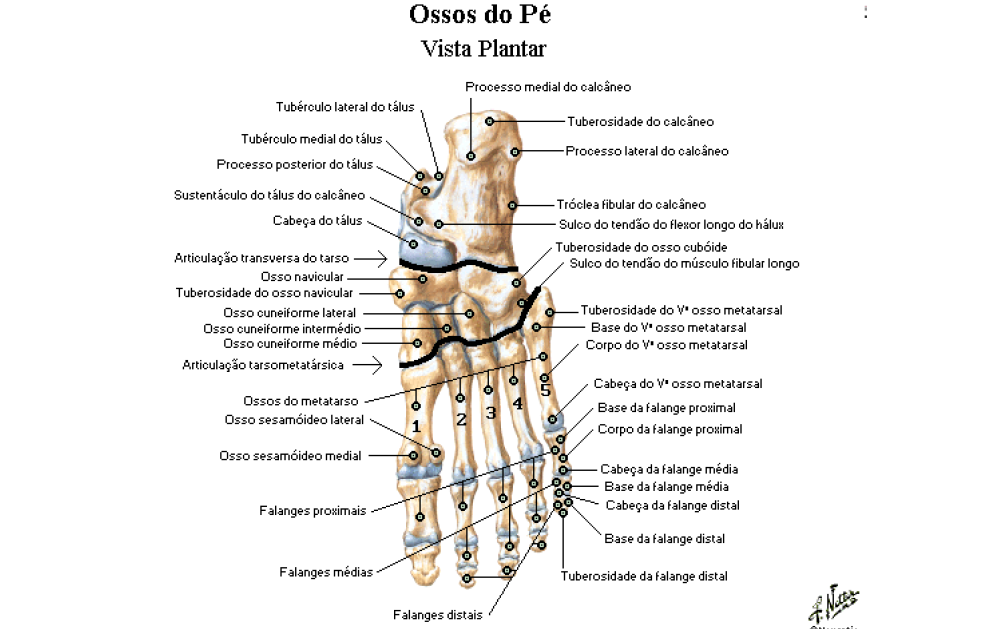 Ossos do Pé
Vista Plantar
Processo medial do calcâneo
Tubérculo lateral do tálus
Tuberosidade do calcâneo
Tubérculo medial do tálus
Processo lateral do calcâneo
Processo posterior do tálus
Sustentáculo do tálus do calcâneo
Tróclea fibular do calcâneo
Cabeça do tálus
Sulco do tendão do flexor longo do hálux
Tuberosidade do osso cubóide
Articulação transversa do tarso
Sulco do tendão do músculo fibular longo
Osso navicular
Tuberosidade do osso navicular
Osso cuneiforme lateral
Tuberosidade do Vª osso metatarsal
Osso cuneiforme intermédio
Base do Vª osso metatarsal
Osso cuneiforme médio
Corpo do Vª osso metatarsal
Articulação tarsometatársica
Cabeça do Vª osso metatarsal
Ossos do metatarso
1 2 3 4 5
Base da falange proximal
Osso sesamóideo lateral
Corpo da falange proximal
Osso sesamóideo medial
Cabeça da falange média
Base da falange média
Cabeça da falange distal
Falanges proximais
Base da falange distal
Falanges médias
Tuberosidade da falange distal
Falanges distais